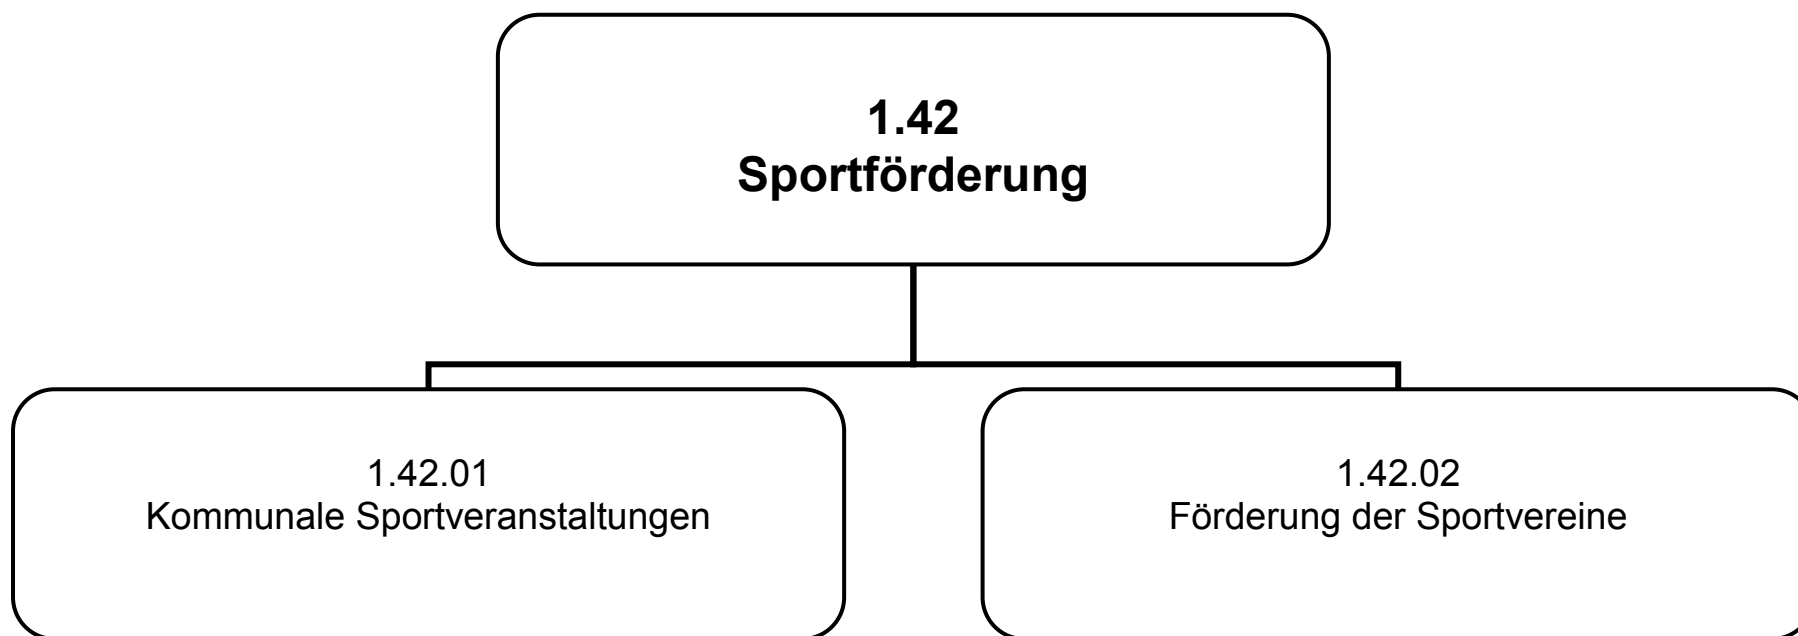 1.42
Sportförderung
1.42.01
Kommunale Sportveranstaltungen
1.42.02
Förderung der Sportvereine